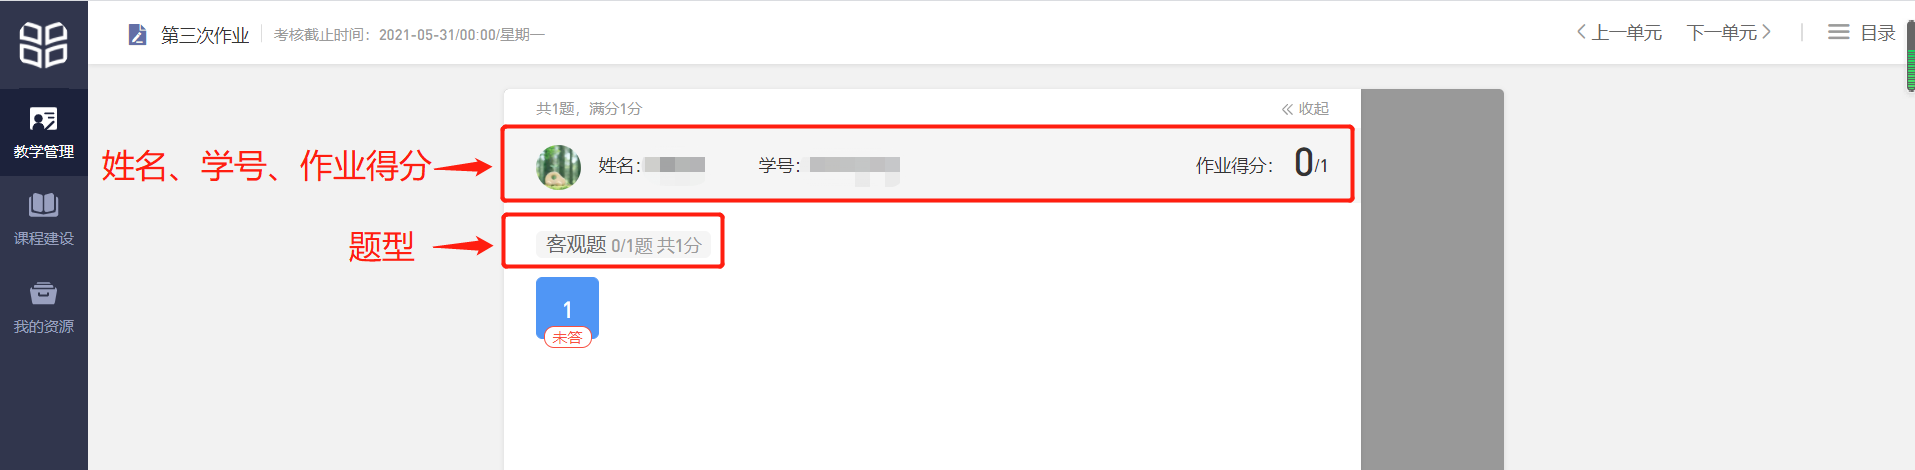 第三次作业 考核截止时间：2021-05-31/00:00/星期一
上一单元 下一单元 目录
教学管理
课程建设
我的资源
共1题，满分1分 收起
姓名、学号、作业得分
姓名： 学号： 作业得分： 0/1
题型
客观题 0/1题 共1分
1
未答